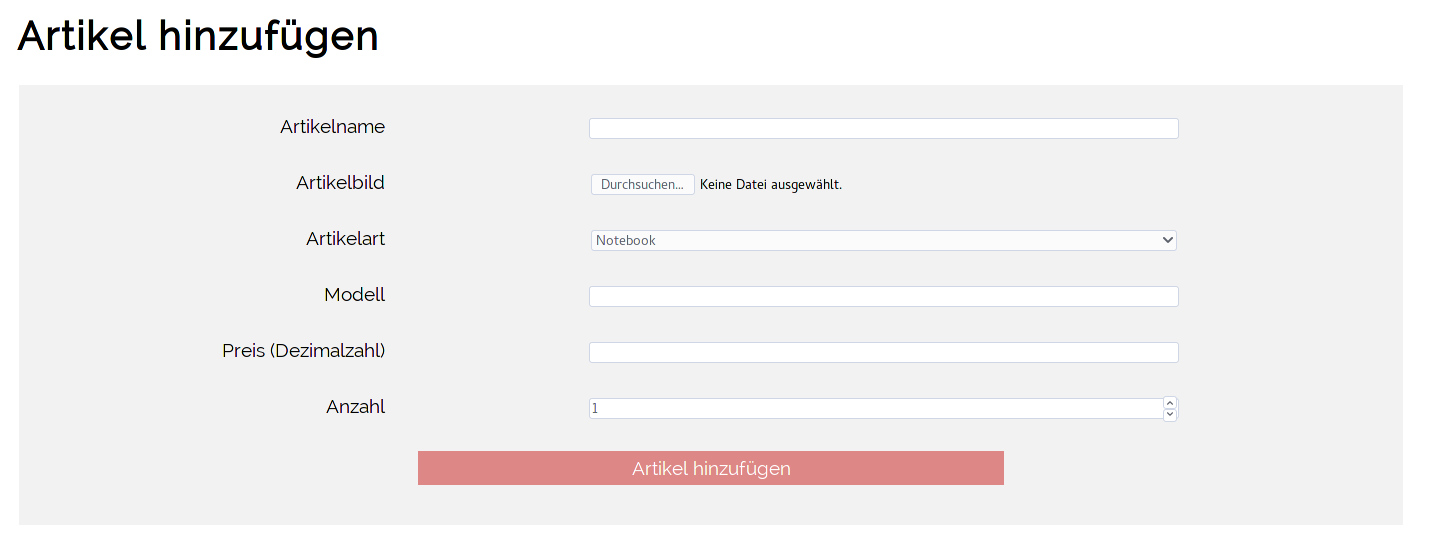 Artikel hinzufügen
Artikelname
Artikelbild Durchsuchen... Keine Datei ausgewählt.
Artikelart Notebook
Modell
Preis (Dezimalzahl)
Anzahl 1
Artikel hinzufügen